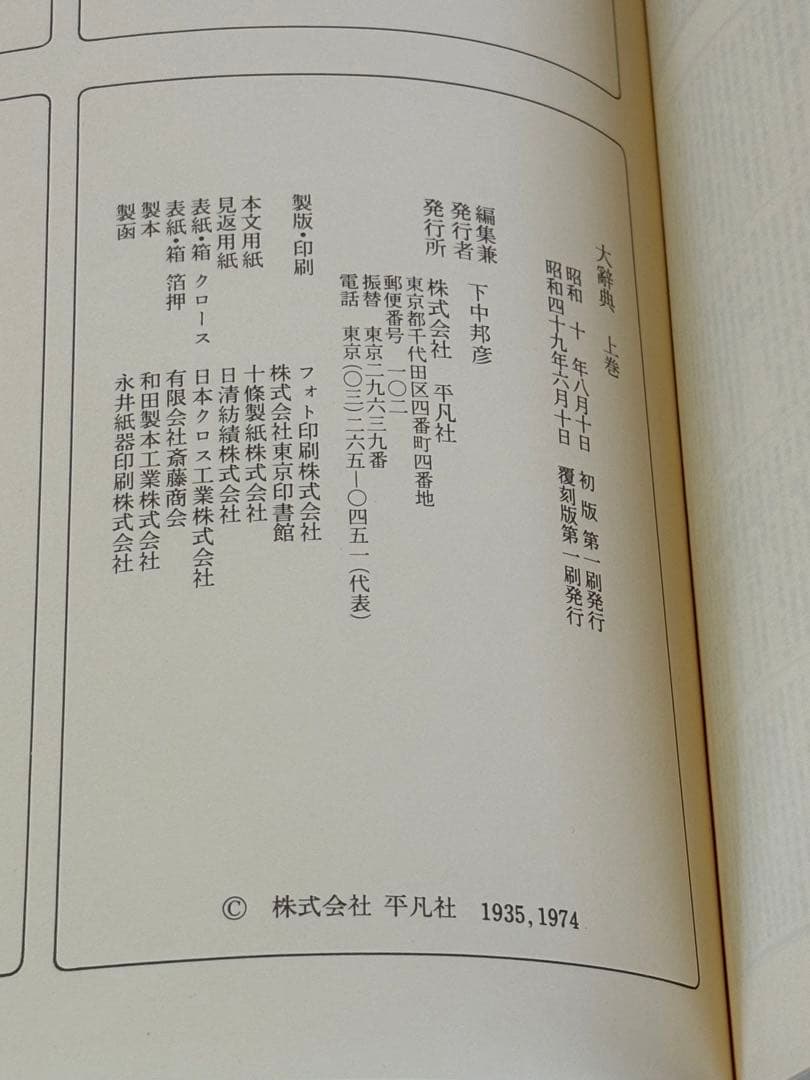 大辭典 上巻
昭和 十 年八月十日 初 版 第一刷発行
昭和四十九年六月十日 覆刻版第一刷発行
編集兼
発行者 下中邦彦
発行所 株式会社 平凡社
東京都千代田区四番町四番地
郵便番号 一〇二
振替 東京二九六三九番
電話 東京(〇三)二六五―〇四五一(代表)
製版・印刷 フォト印刷株式会社
株式会社東京印書館
本文用紙 十條製紙株式会社
見返用紙 日清紡績株式会社
表紙・箱 クロース 日本クロス工業株式会社
表紙・箱 箔押 有限会社斎藤商会
製本 和田製本工業株式会社
製函 永井紙器印刷株式会社
© 株式会社 平凡社 1935, 1974